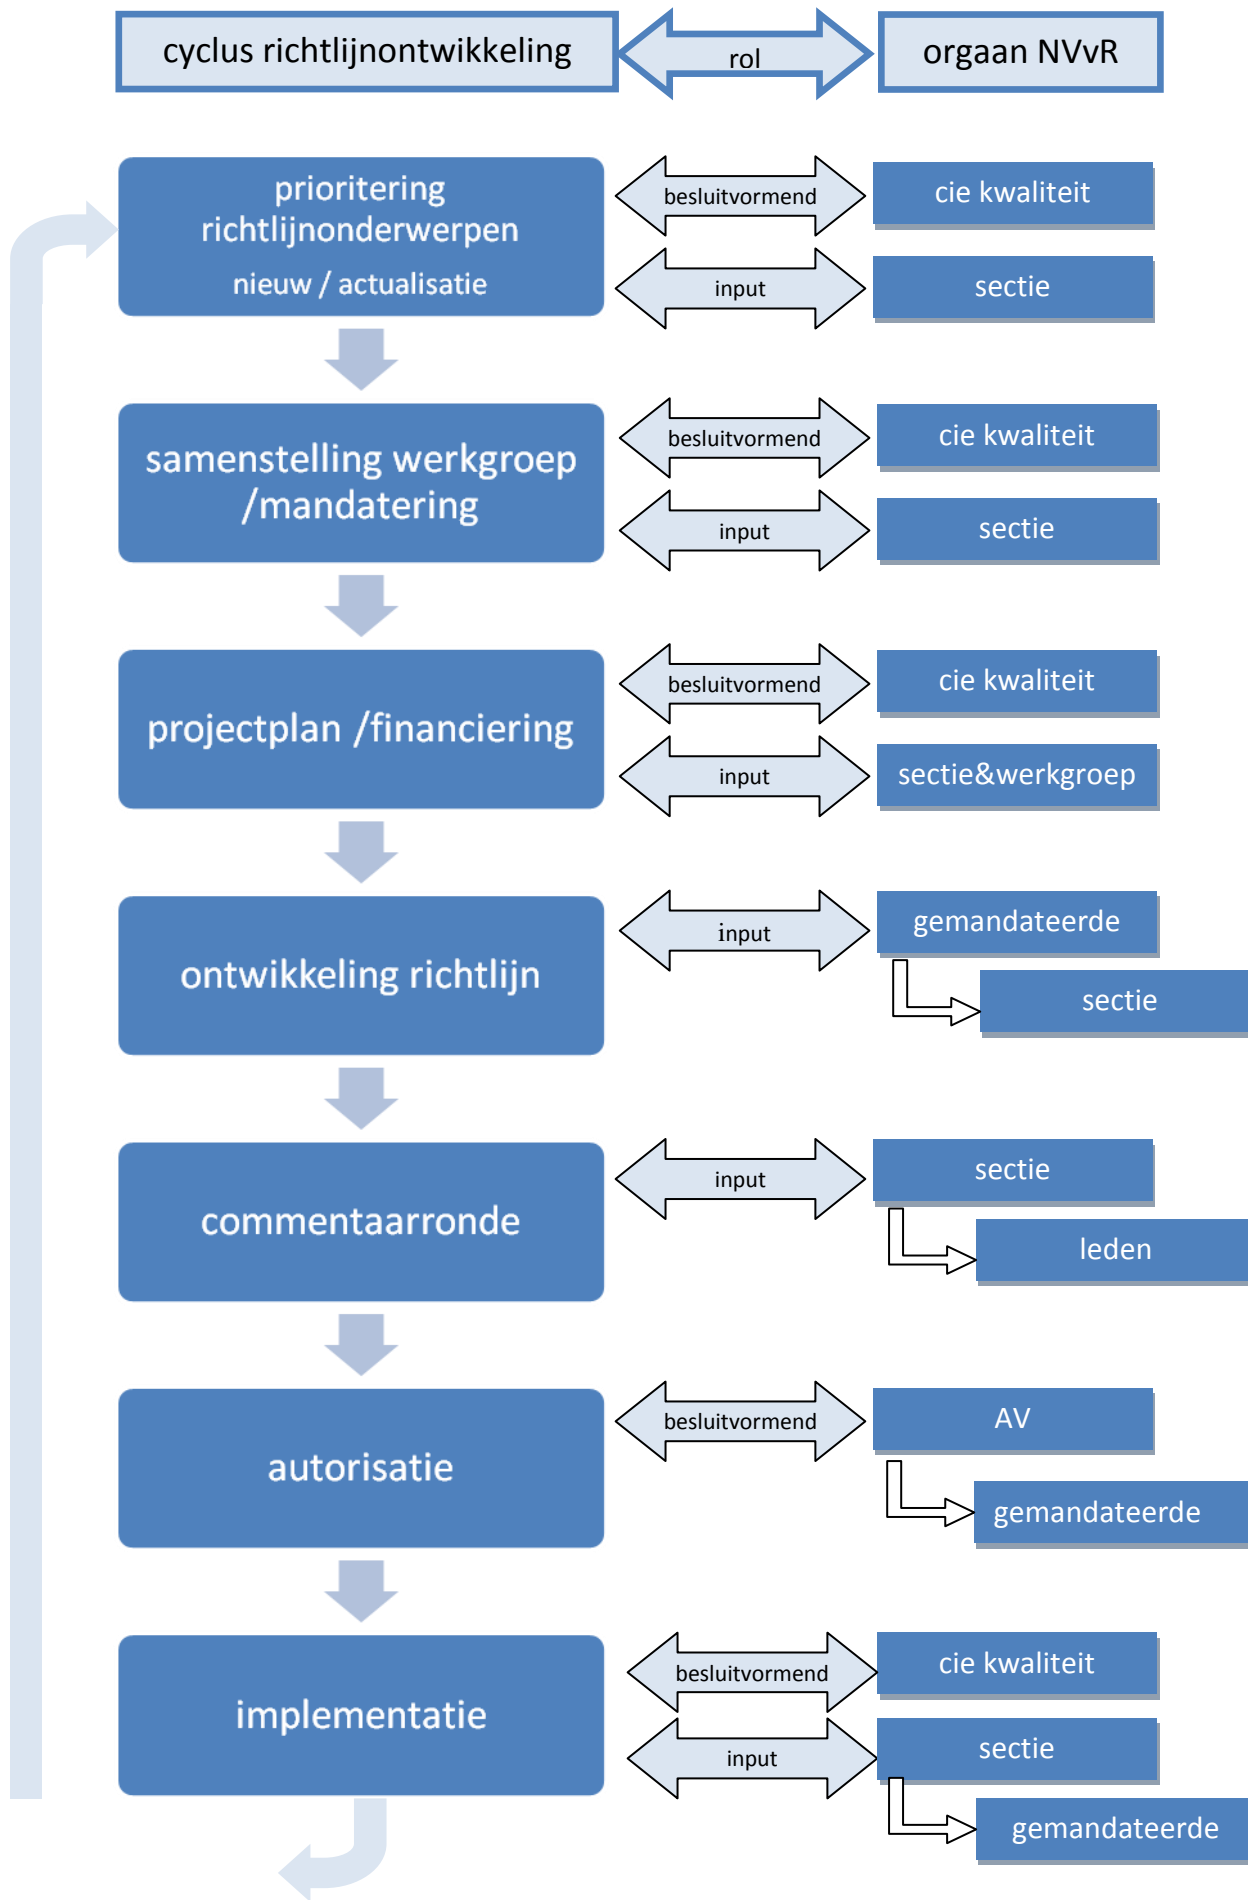 cyclus richtlijnontwikkeling
rol
orgaan NVvR
prioritering
richtlijnonderwerpen
nieuw / actualisatie
besluitvormend
cie kwaliteit
input
sectie
samenstelling werkgroep
/mandatering
besluitvormend
cie kwaliteit
input
sectie
projectplan /financiering
besluitvormend
cie kwaliteit
input
sectie&werkgroep
ontwikkeling richtlijn
input
gemandateerde
sectie
commentaarronde
input
sectie
leden
autorisatie
besluitvormend
AV
gemandateerde
implementatie
besluitvormend
cie kwaliteit
input
sectie
gemandateerde